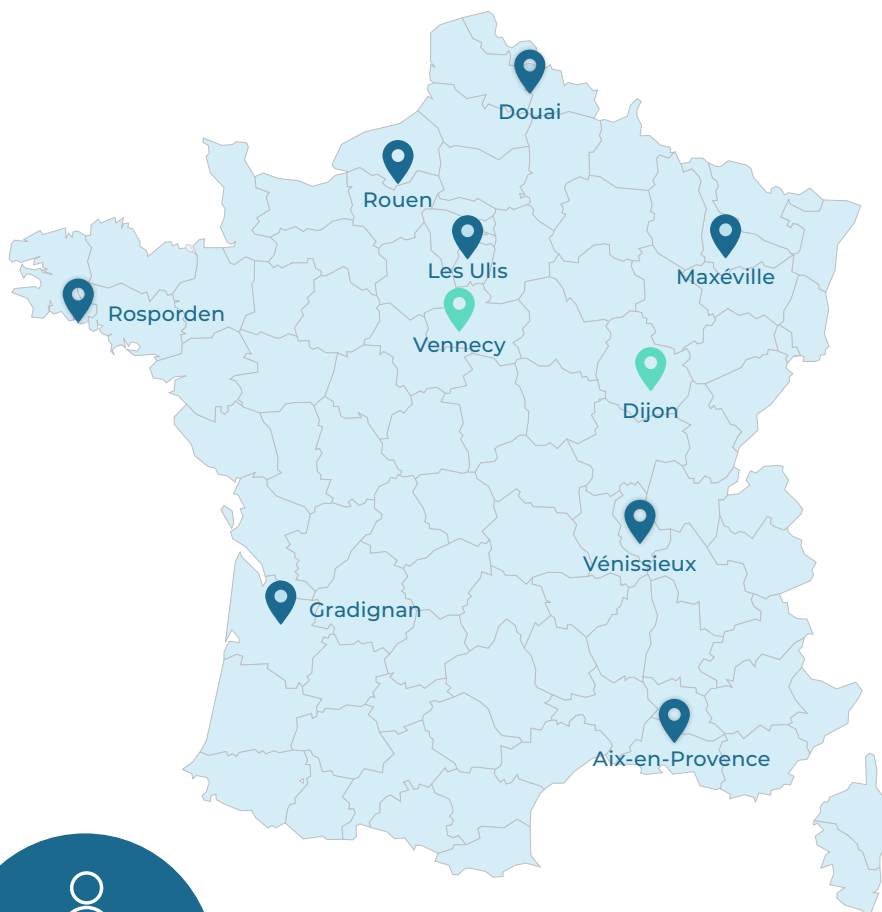 Douai
Rouen
Les Ulis
Maxéville
Rosporden
Vennecy
Dijon
Vénissieux
Gradignan
Aix-en-Provence